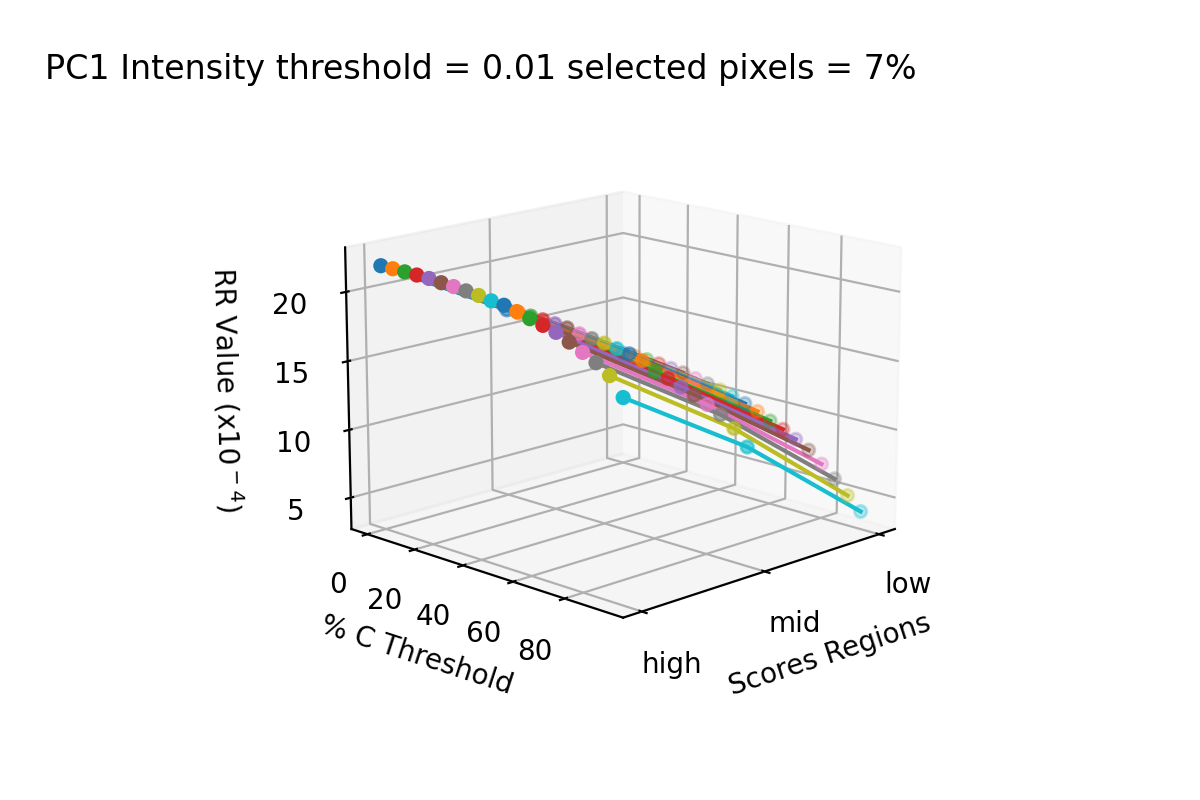 PC1 Intensity threshold = 0.01 selected pixels = 7%
RR Value (x10⁻⁴)
20
15
10
5
0
20
40
60
80
% C Threshold
high
mid
low
Scores Regions